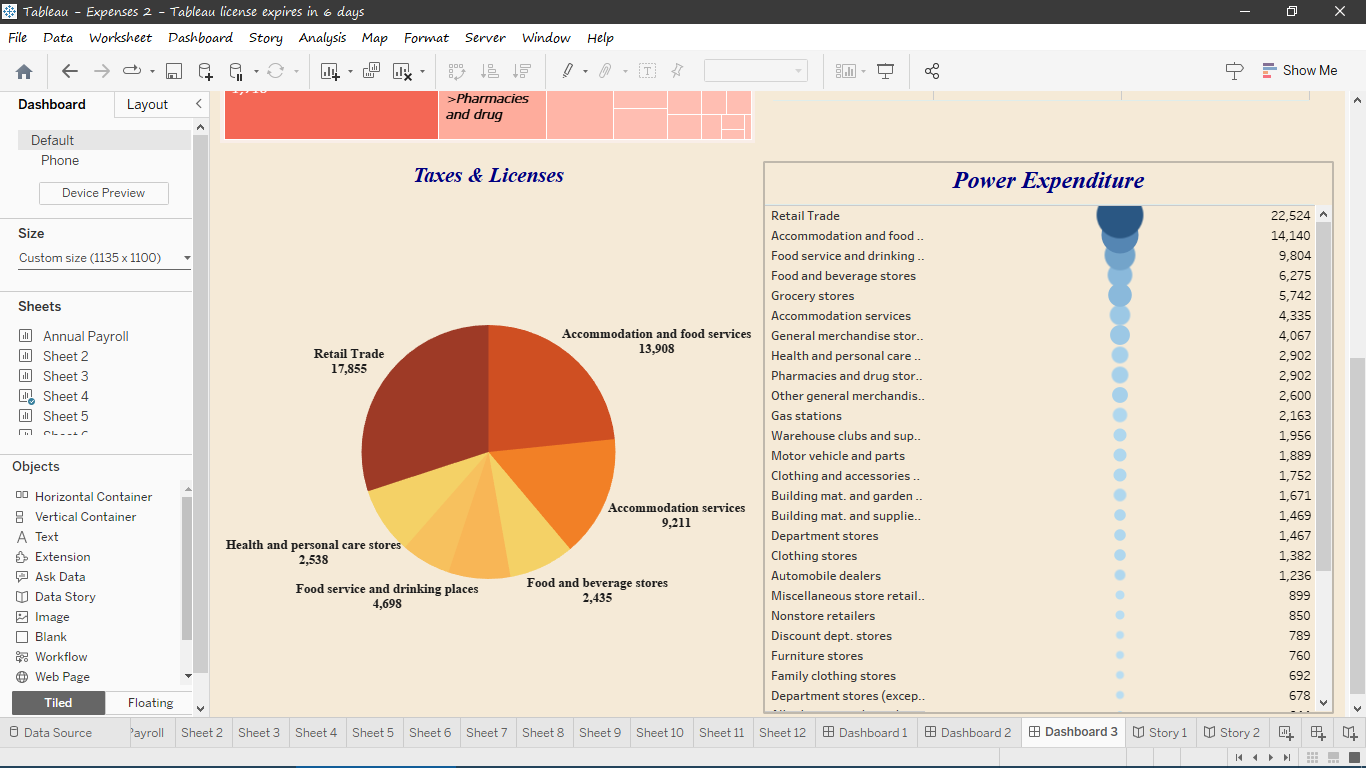 Tableau - Expenses 2 - Tableau license expires in 6 days
File Data Worksheet Dashboard Story Analysis Map Format Server Window Help
Show Me
Dashboard Layout
Default
Phone
Device Preview
Size
Custom size (1135 x 1100)
Sheets
Annual Payroll
Sheet 2
Sheet 3
Sheet 4
Sheet 5
Objects
Horizontal Container
Vertical Container
Text
Extension
Ask Data
Data Story
Image
Blank
Workflow
Web Page
Tiled Floating
>Pharmacies
and drug
Taxes & Licenses
Accommodation and food services
13,908
Retail Trade
17,855
Accommodation services
9,211
Health and personal care stores
2,538
Food service and drinking places
4,698
Food and beverage stores
2,435
Power Expenditure
Retail Trade 22,524
Accommodation and food .. 14,140
Food service and drinking .. 9,804
Food and beverage stores 6,275
Grocery stores 5,742
Accommodation services 4,335
General merchandise stor.. 4,067
Health and personal care .. 2,902
Pharmacies and drug stor.. 2,902
Other general merchandis.. 2,600
Gas stations 2,163
Warehouse clubs and sup.. 1,956
Motor vehicle and parts 1,889
Clothing and accessories .. 1,752
Building mat. and garden .. 1,671
Building mat. and supplie.. 1,469
Department stores 1,467
Clothing stores 1,382
Automobile dealers 1,236
Miscellaneous store retail.. 899
Nonstore retailers 850
Discount dept. stores 789
Furniture stores 760
Family clothing stores 692
Department stores (excep.. 678
Data Source Payroll Sheet 2 Sheet 3 Sheet 4 Sheet 5 Sheet 6 Sheet 7 Sheet 8 Sheet 9 Sheet 10 Sheet 11 Sheet 12 Dashboard 1 Dashboard 2 Dashboard 3 Story 1 Story 2